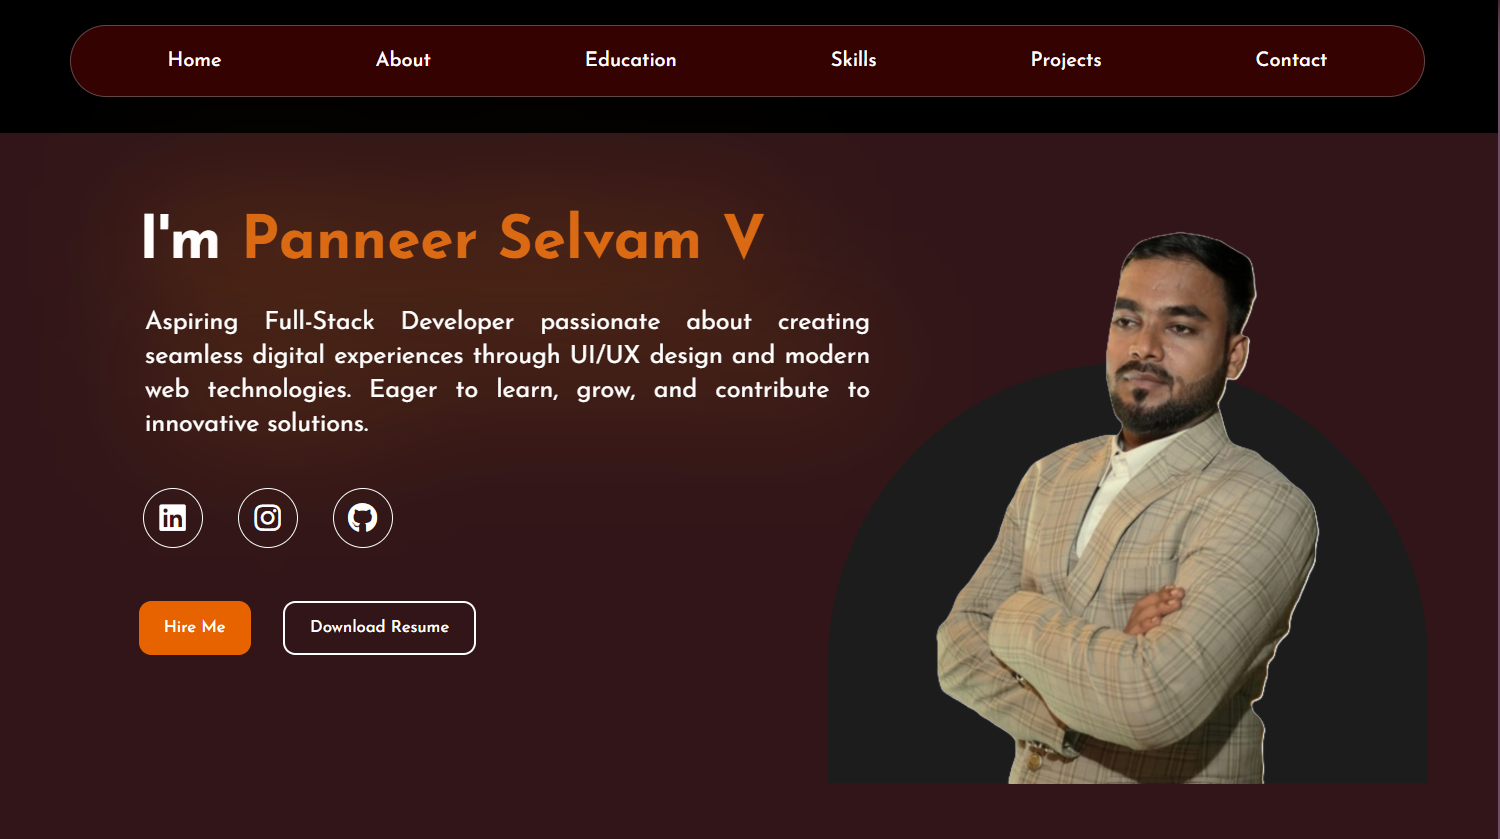 Home About Education Skills Projects Contact
I'm Panneer Selvam V
Aspiring Full-Stack Developer passionate about creating
seamless digital experiences through UI/UX design and modern
web technologies. Eager to learn, grow, and contribute to
innovative solutions.
in
Hire Me Download Resume